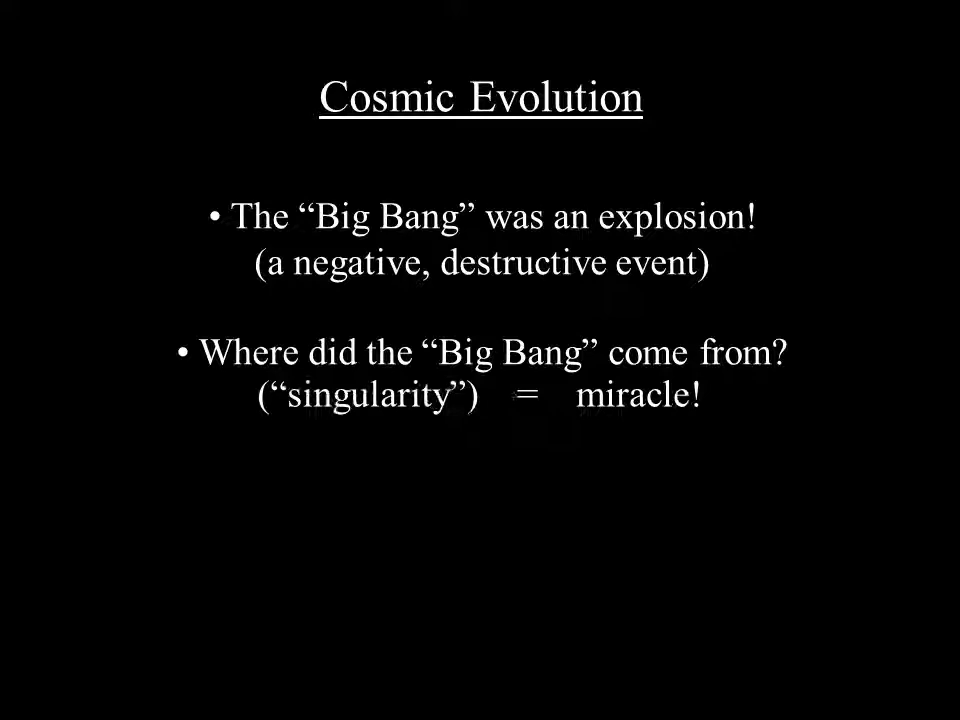 Cosmic Evolution
• The “Big Bang” was an explosion!
(a negative, destructive event)
• Where did the “Big Bang” come from?
(“singularity”) = miracle!